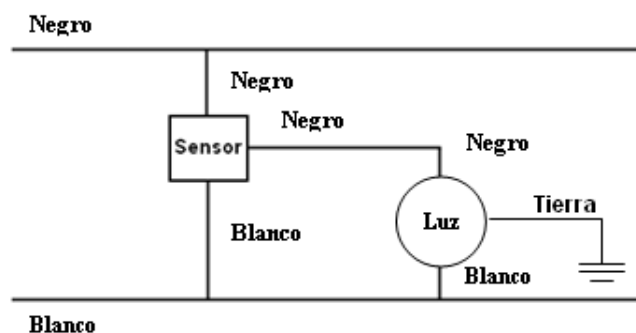 Negro
Negro
Sensor
Negro
Negro
Luz
Tierra
Blanco
Blanco
Blanco